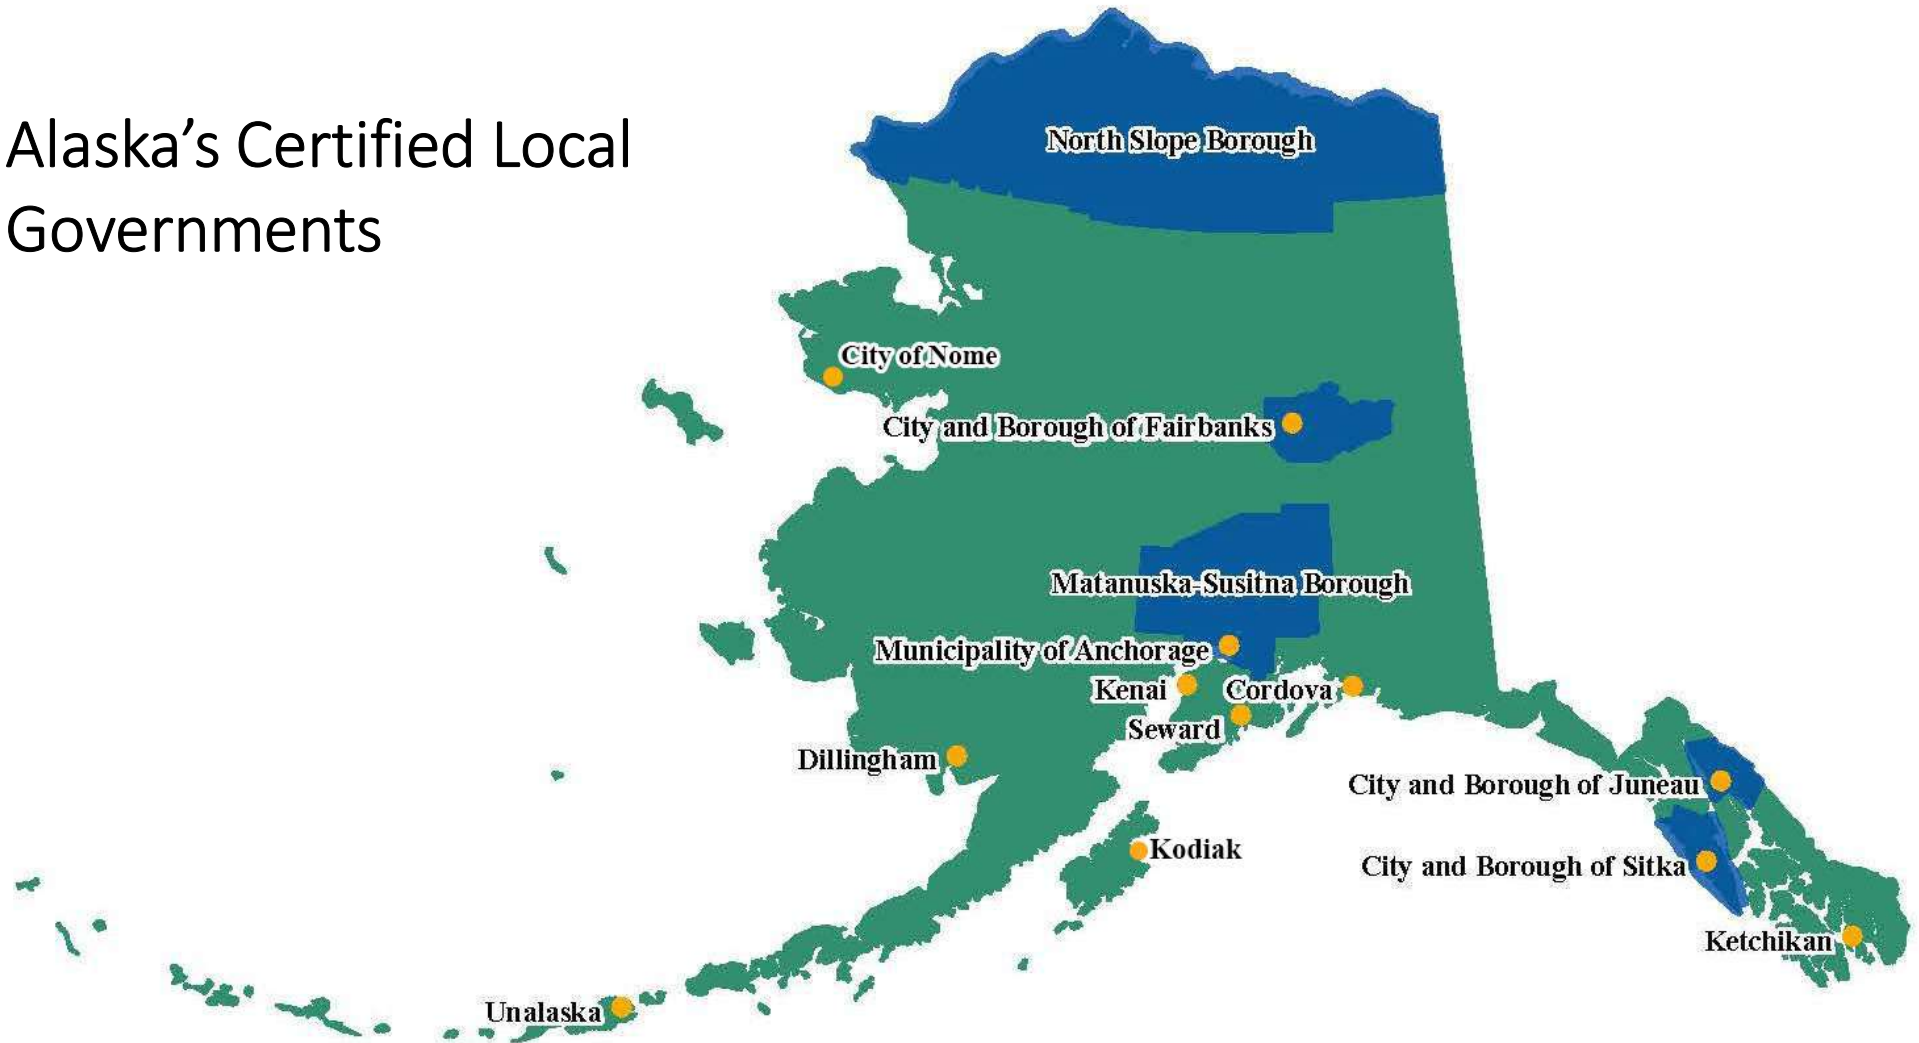 Alaska’s Certified Local
Governments
North Slope Borough
City of Nome
City and Borough of Fairbanks
Matanuska-Susitna Borough
Municipality of Anchorage
Kenai
Cordova
Seward
Dillingham
City and Borough of Juneau
Kodiak
City and Borough of Sitka
Ketchikan
Unalaska